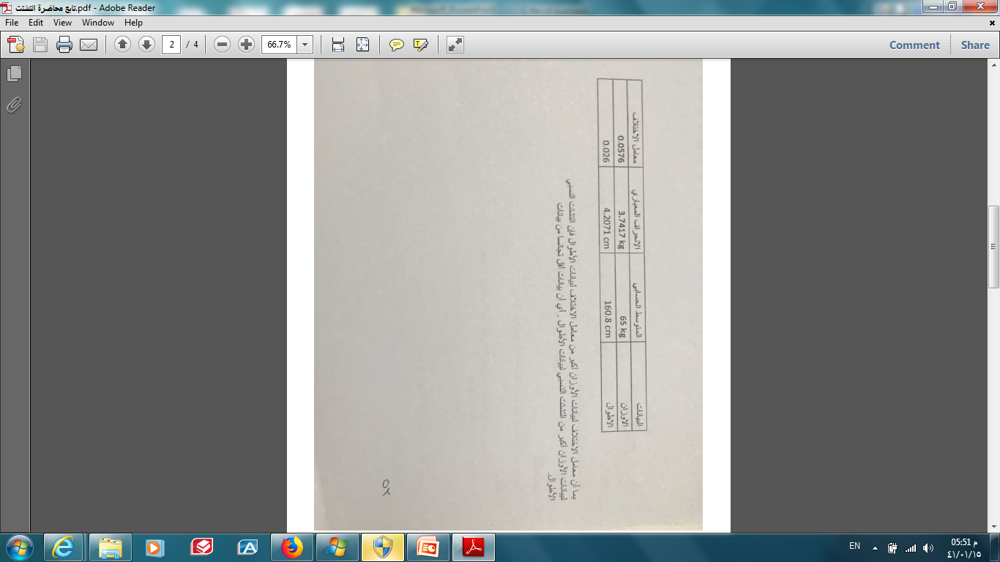 تابع محاضرة التشتت.pdf - Adobe Reader
File Edit View Window Help
2 / 4 66.7% Comment Share
البيانات المتوسط الحسابي الانحراف المعياري معامل الاختلاف
الاوزان 65 kg 3.7417 kg 0.0576
الاطوال 160.8 cm 4.2071 cm 0.026
بما أن معامل الاختلاف لبيانات الأوزان أكبر من معامل الاختلاف لبيانات الأطوال فإن التشتت النسبي
لبيانات الأوزان أكبر من التشتت النسبي لبيانات الأطوال . أي أن بيانات أقل تجانسا من بيانات
الأطوال.
EN
05:51 م
٤١/٠١/١٥